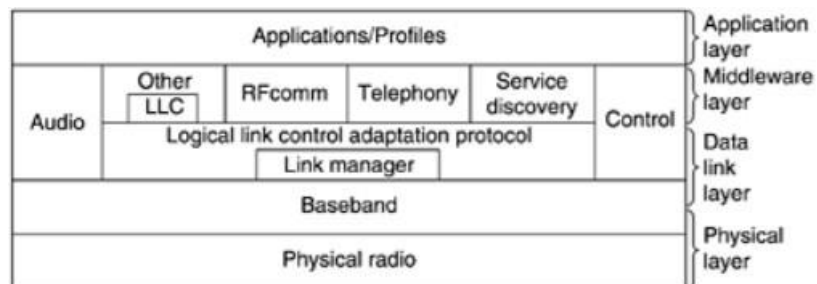 Applications/Profiles
Application
layer
Audio
Other
LLC
RFcomm
Telephony
Service
discovery
Control
Middleware
layer
Logical link control adaptation protocol
Link manager
Data
link
layer
Baseband
Physical radio
Physical
layer